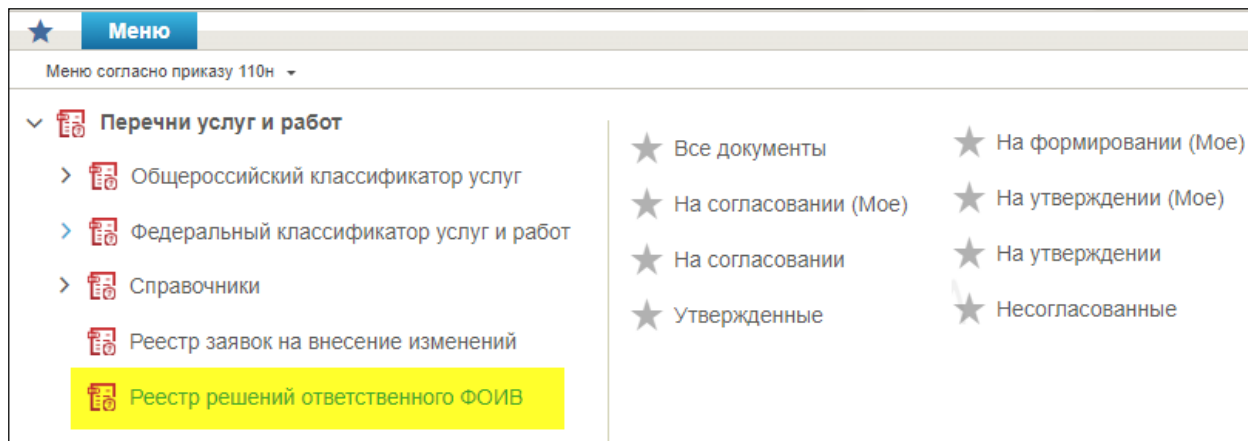 Меню
Меню согласно приказу 110н
Перечни услуг и работ
Общероссийский классификатор услуг
Федеральный классификатор услуг и работ
Справочники
Реестр заявок на внесение изменений
Реестр решений ответственного ФОИВ
Все документы
На согласовании (Мое)
На согласовании
Утвержденные
На формировании (Мое)
На утверждении (Мое)
На утверждении
Несогласованные